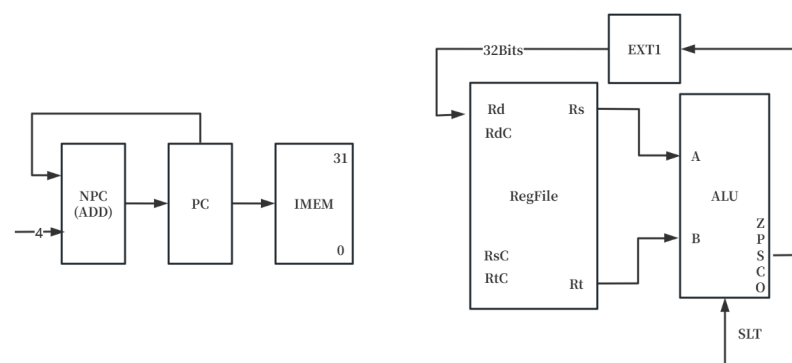 EXT1
32Bits
Rd
Rs
RdC
RegFile
RsC
RtC
Rt
A
ALU
B
Z
P
S
C
O
SLT
NPC
(ADD)
4
PC
31
IMEM
0